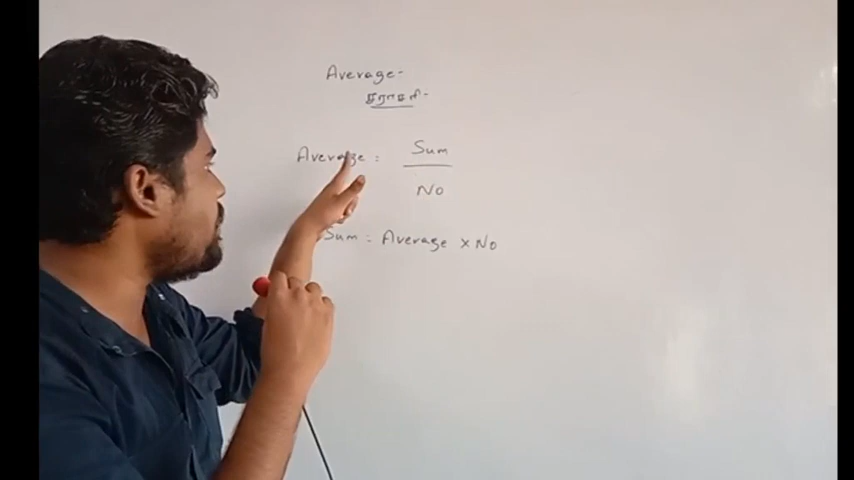 Average-
சராசரி-
Average = Sum
No
Sum = Average × No